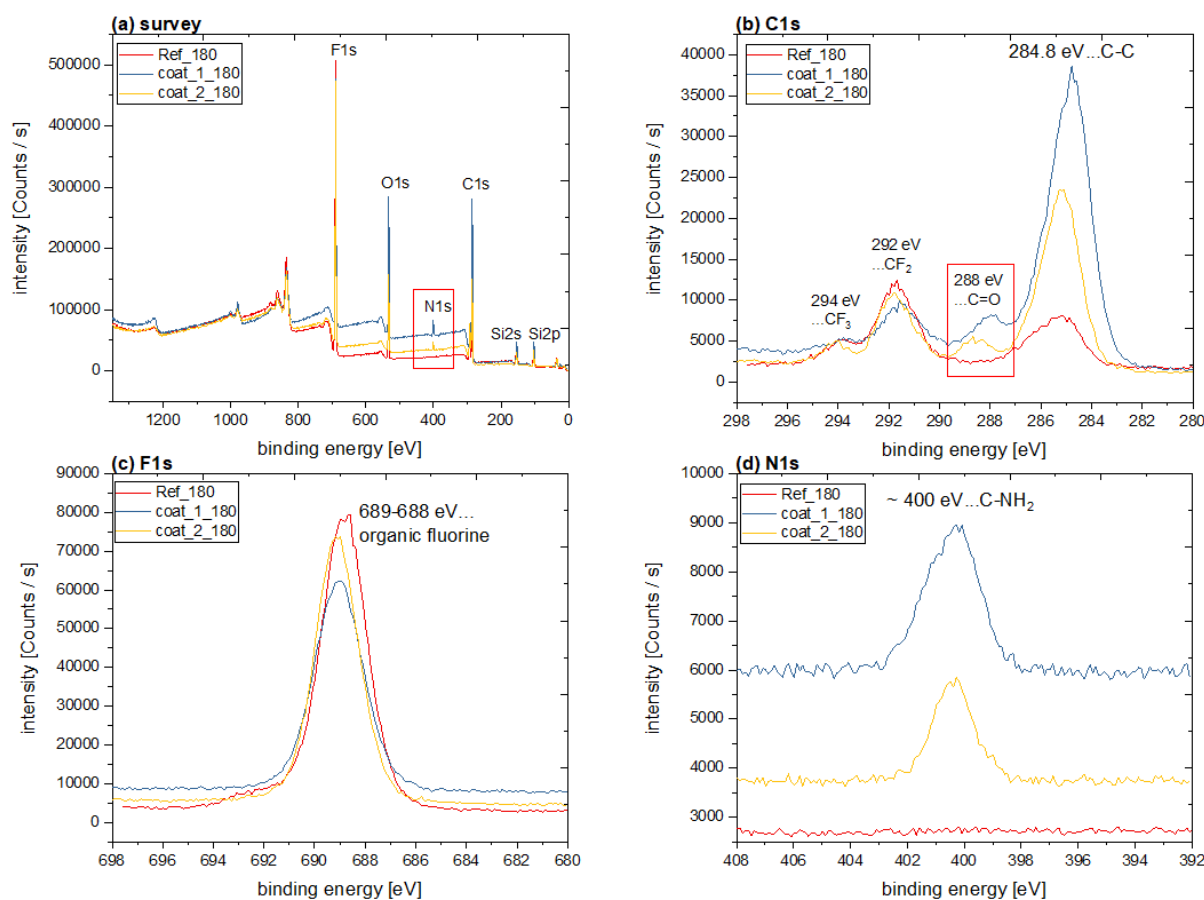 (a) survey
Ref_180
coat_1_180
coat_2_180
F1s
O1s
C1s
N1s
Si2s Si2p
500000
400000
300000
200000
100000
0
intensity [Counts / s]
1200 1000 800 600 400 200 0
binding energy [eV]
(b) C1s
Ref_180
coat_1_180
coat_2_180
284.8 eV...C-C
292 eV
...CF₂
288 eV
...C=O
294 eV
...CF₃
40000
35000
30000
25000
20000
15000
10000
5000
0
intensity [Counts / s]
298 296 294 292 290 288 286 284 282 280
binding energy [eV]
(c) F1s
Ref_180
coat_1_180
coat_2_180
689-688 eV...
organic fluorine
90000
80000
70000
60000
50000
40000
30000
20000
10000
0
intensity [Counts / s]
698 696 694 692 690 688 686 684 682 680
binding energy [eV]
(d) N1s
Ref_180
coat_1_180
coat_2_180
~ 400 eV...C-NH₂
10000
9000
8000
7000
6000
5000
4000
3000
intensity [Counts / s]
408 406 404 402 400 398 396 394 392
binding energy [eV]